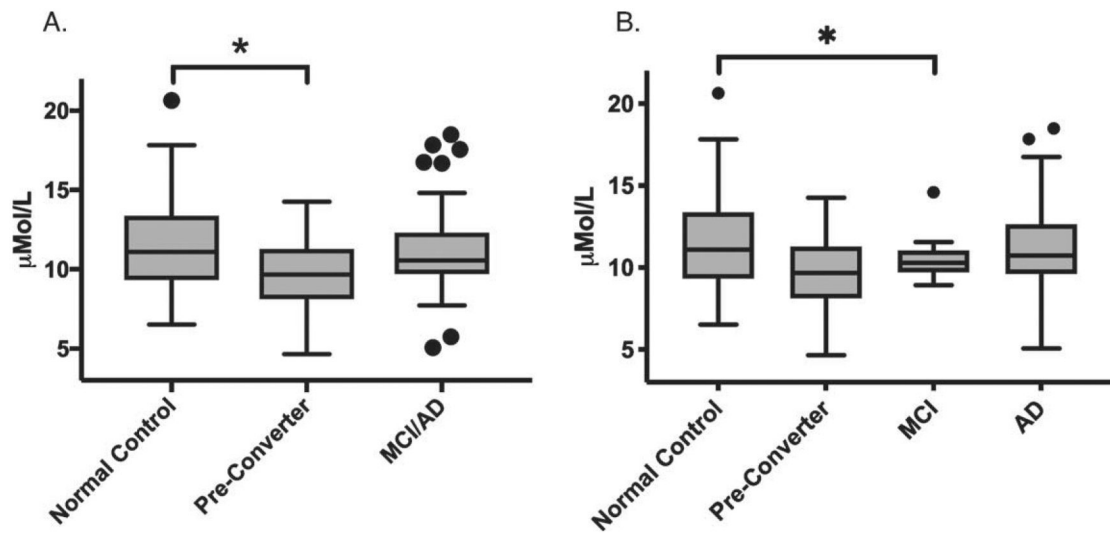 A.
*
20
15
10
5
μMol/L
Normal Control
Pre-Converter
MCI/AD
B.
*
20
15
10
5
μMol/L
Normal Control
Pre-Converter
MCI
AD